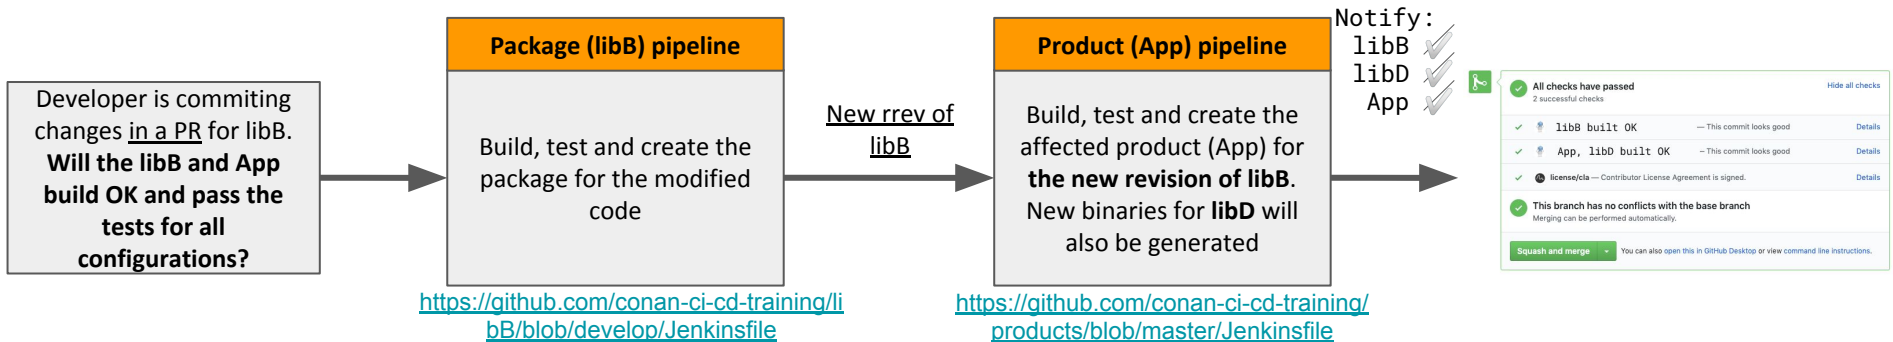 Developer is commiting
changes in a PR for libB.
Will the libB and App
build OK and pass the
tests for all
configurations?
Package (libB) pipeline
Build, test and create the
package for the modified
code
https://github.com/conan-ci-cd-training/li
bB/blob/develop/Jenkinsfile
New rrev of
libB
Product (App) pipeline
Build, test and create the
affected product (App) for
the new revision of libB.
New binaries for libD will
also be generated
https://github.com/conan-ci-cd-training/
products/blob/master/Jenkinsfile
Notify:
libB
libD
App
All checks have passed Hide all checks
2 successful checks
libB built OK — This commit looks good Details
App, libD built OK – This commit looks good Details
license/cla — Contributor License Agreement is signed. Details
This branch has no conflicts with the base branch
Merging can be performed automatically.
Squash and merge You can also open this in GitHub Desktop or view command line instructions.